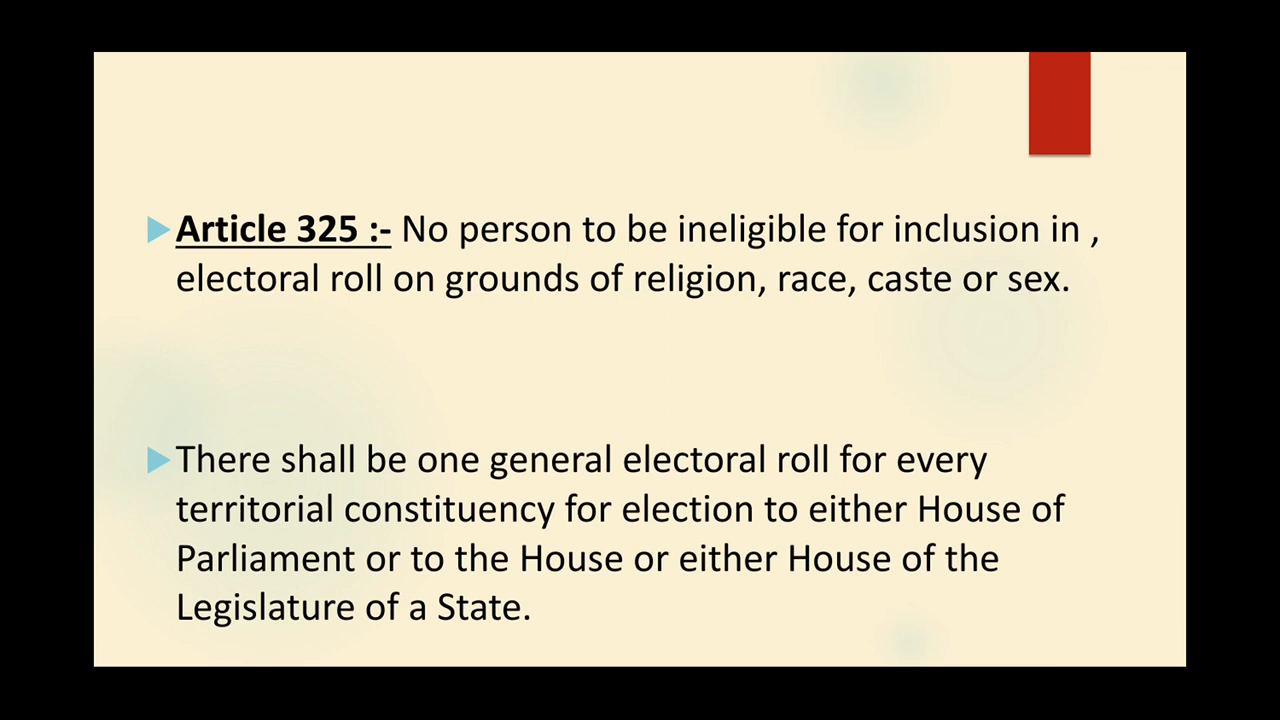 Article 325 :- No person to be ineligible for inclusion in ,
electoral roll on grounds of religion, race, caste or sex.
There shall be one general electoral roll for every
territorial constituency for election to either House of
Parliament or to the House or either House of the
Legislature of a State.